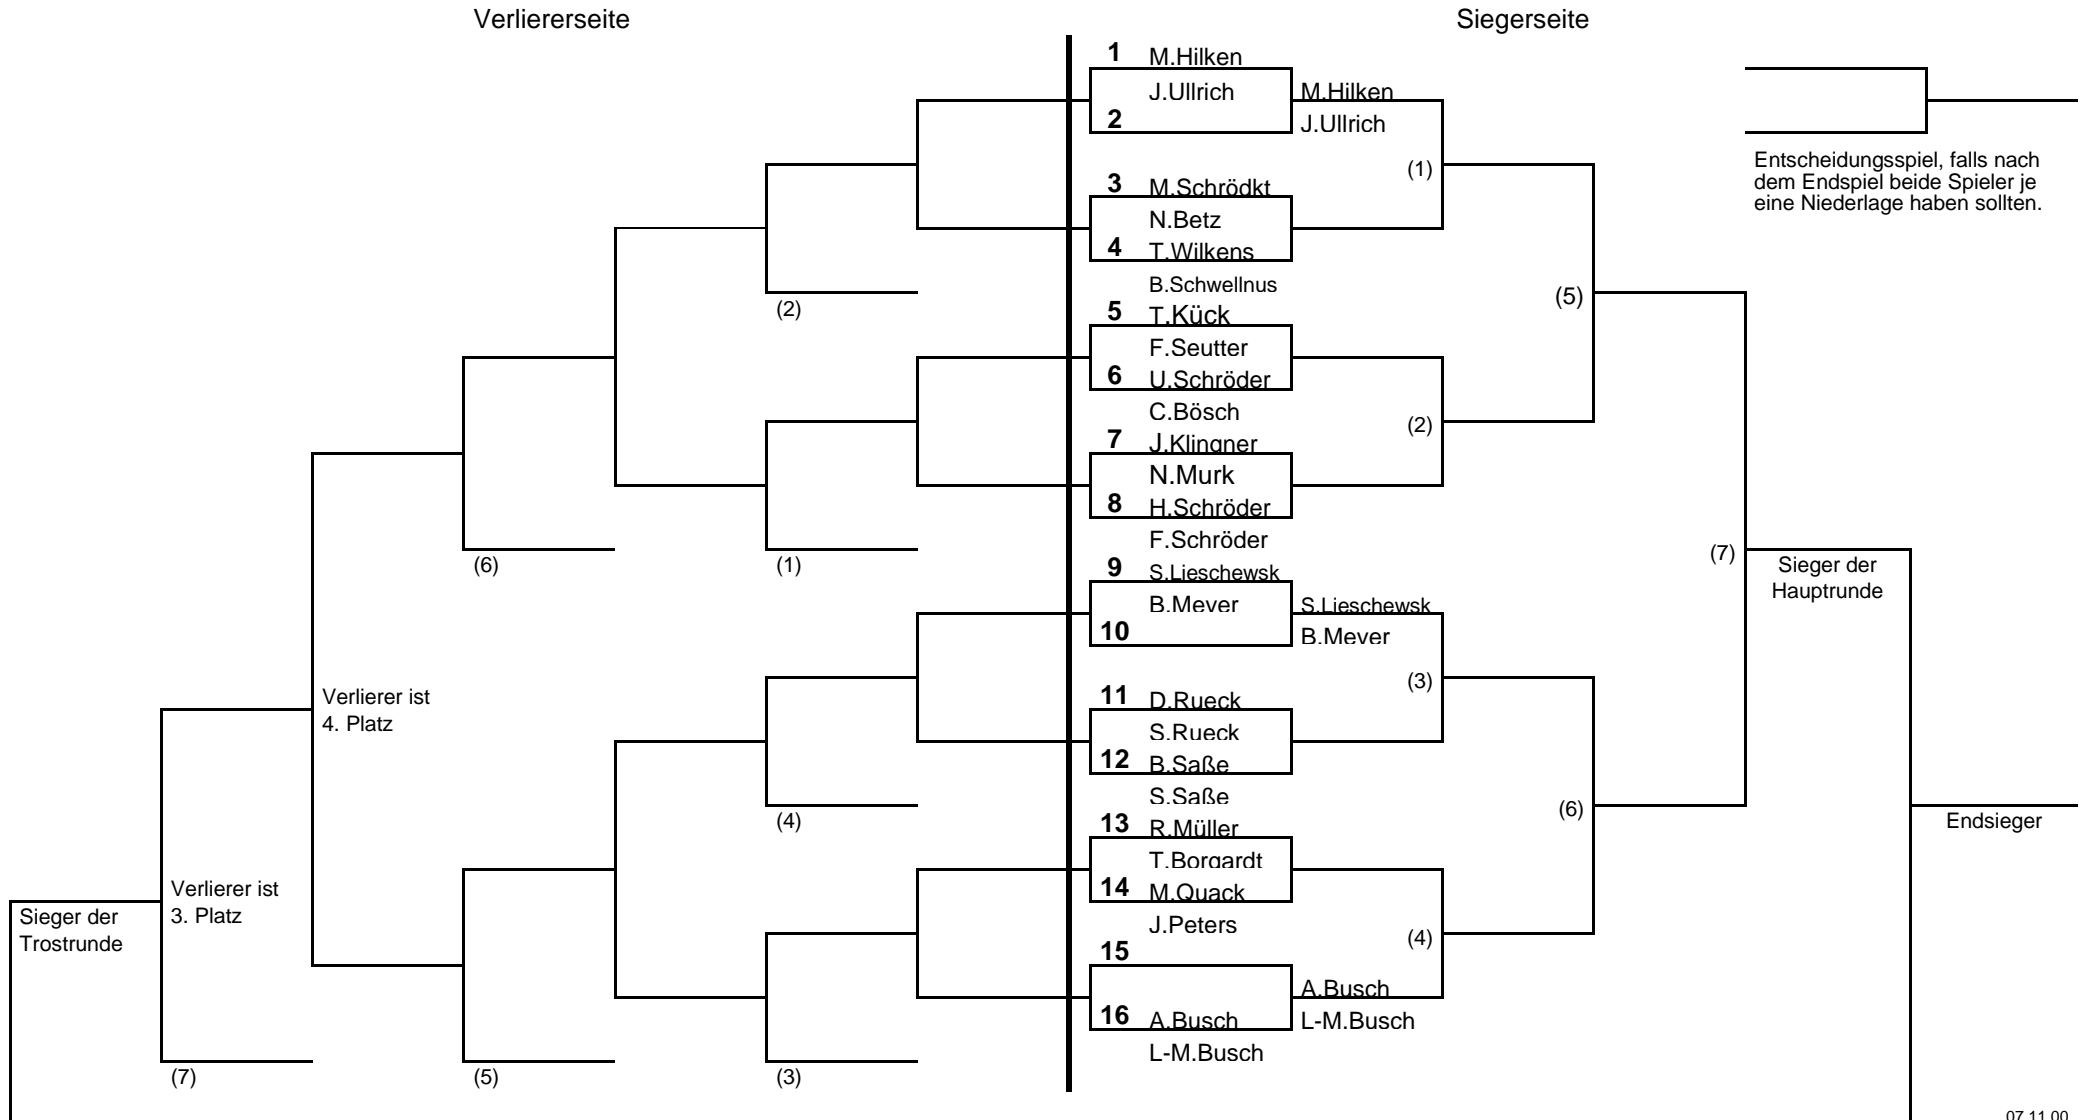 Verliererseite
Siegerseite
1 M.Hilken
J.Ullrich
2
M.Hilken
J.Ullrich
(1)
3 M.Schrödkt
N.Betz
4 T.Wilkens
B.Schwellnus
5 T.Kück
F.Seutter
6 U.Schröder
C.Bösch
(2)
7 J.Klingner
N.Murk
8 H.Schröder
F.Schröder
9 S.Lieschewsk
B.Meyer
10
S.Lieschewsk
B.Meyer
(3)
11 D.Rueck
S.Rueck
12 B.Saße
S.Saße
13 R.Müller
T.Borgardt
14 M.Quack
J.Peters
(4)
15
16 A.Busch
L-M.Busch
A.Busch
L-M.Busch
(5)
(6)
(7)
Sieger der
Hauptrunde
Endsieger
Entscheidungsspiel, falls nach
dem Endspiel beide Spieler je
eine Niederlage haben sollten.
(2)
(1)
(4)
(3)
(6)
(5)
Verlierer ist
4. Platz
Verlierer ist
3. Platz
(7)
Sieger der
Trostrunde
07.11.00